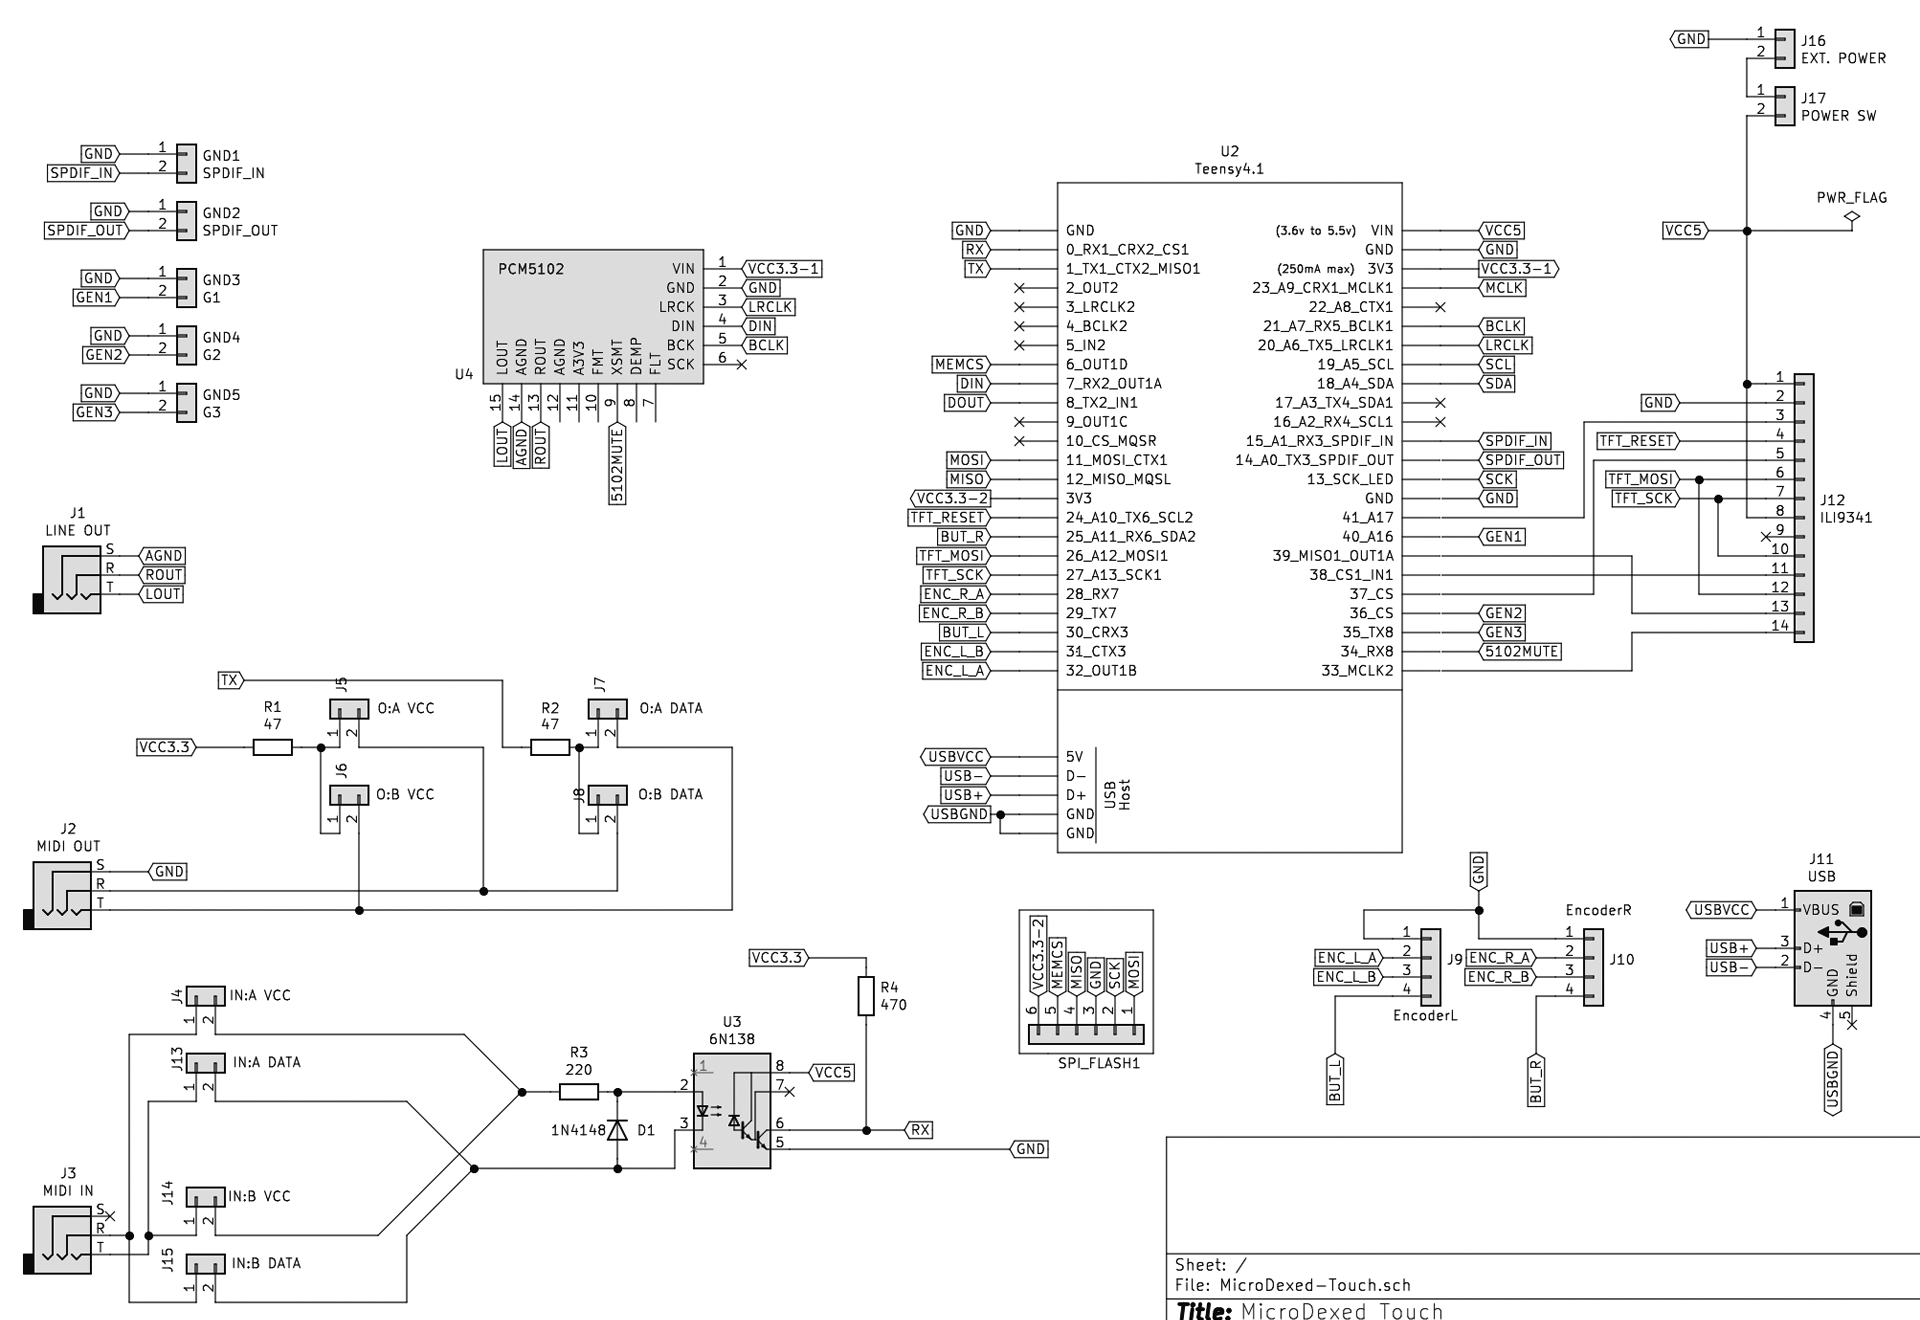 GND 1 J16
2 EXT. POWER
1 J17
2 POWER SW
PWR_FLAG
VCC5
GND 1 GND1
SPDIF_IN 2 SPDIF_IN
GND 1 GND2
SPDIF_OUT 2 SPDIF_OUT
GND 1 GND3
GEN1 2 G1
GND 1 GND4
GEN2 2 G2
GND 1 GND5
GEN3 2 G3
PCM5102
U4
VIN 1 VCC3.3-1
GND 2 GND
LRCK 3 LRCLK
DIN 4 DIN
BCK 5 BCLK
SCK 6
LOUT 15 LOUT
AGND 14 AGND
ROUT 13 ROUT
AGND 12
A3V3 11
FMT 10
XSMT 9 5102MUTE
DEMP 8
FLT 7
U2
Teensy4.1
GND GND (3.6v to 5.5v) VIN VCC5
RX 0_RX1_CRX2_CS1 GND GND
TX 1_TX1_CTX2_MISO1 (250mA max) 3V3 VCC3.3-1
2_OUT2 23_A9_CRX1_MCLK1 MCLK
3_LRCLK2 22_A8_CTX1
4_BCLK2 21_A7_RX5_BCLK1 BCLK
5_IN2 20_A6_TX5_LRCLK1 LRCLK
MEMCS 6_OUT1D 19_A5_SCL SCL
DIN 7_RX2_OUT1A 18_A4_SDA SDA
DOUT 8_TX2_IN1 17_A3_TX4_SDA1
9_OUT1C 16_A2_RX4_SCL1
10_CS_MQSR 15_A1_RX3_SPDIF_IN SPDIF_IN
MOSI 11_MOSI_CTX1 14_A0_TX3_SPDIF_OUT SPDIF_OUT
MISO 12_MISO_MQSL 13_SCK_LED SCK
VCC3.3-2 3V3 GND GND
TFT_RESET 24_A10_TX6_SCL2 41_A17
BUT_R 25_A11_RX6_SDA2 40_A16 GEN1
TFT_MOSI 26_A12_MOSI1 39_MISO1_OUT1A
TFT_SCK 27_A13_SCK1 38_CS1_IN1
ENC_R_A 28_RX7 37_CS
ENC_R_B 29_TX7 36_CS GEN2
BUT_L 30_CRX3 35_TX8 GEN3
ENC_L_B 31_CTX3 34_RX8 5102MUTE
ENC_L_A 32_OUT1B 33_MCLK2
USBVCC 5V
USB- D-
USB+ D+
USBGND GND
GND
USB
Host
1
GND 2
3
TFT_RESET 4
5
TFT_MOSI 6
TFT_SCK 7
8
9
10
11
12
13
14
J12
ILI9341
J1
LINE OUT
S AGND
R ROUT
T LOUT
TX
R1
47
VCC3.3
J5 O:A VCC
1 2
J6 O:B VCC
1 2
R2
47
J7 O:A DATA
1 2
J8 O:B DATA
1 2
J2
MIDI OUT
S GND
R
T
J4 IN:A VCC
1 2
J13 IN:A DATA
1 2
J3
MIDI IN
S
R
T
J14 IN:B VCC
1 2
J15 IN:B DATA
1 2
R3
220
1N4148 D1
U3
6N138
1
2
3
4
8 VCC5
7
6 RX
5 GND
VCC3.3
R4
470
VCC3.3-2 6
MEMCS 5
MISO 4
GND 3
SCK 2
MOSI 1
SPI_FLASH1
GND
1
ENC_L_A 2
ENC_L_B 3
4
J9
EncoderL
BUT_L
EncoderR
1
ENC_R_A 2
ENC_R_B 3
4
J10
BUT_R
J11
USB
USBVCC 1 VBUS
USB+ 3 D+
USB- 2 D-
GND Shield
4 5
USBGND
Sheet: /
File: MicroDexed-Touch.sch
Title: MicroDexed Touch